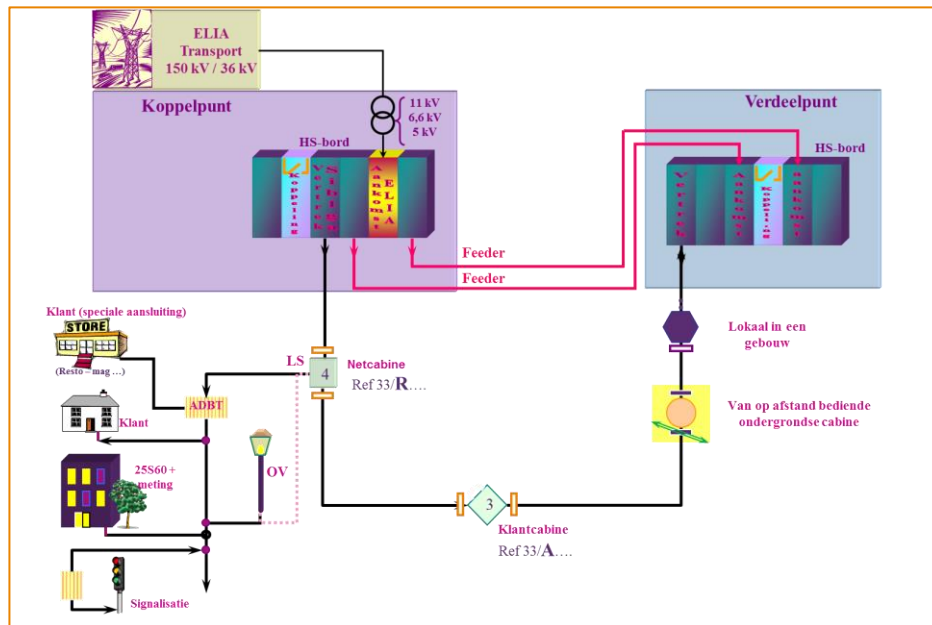 ELIA
Transport
150 kV / 36 kV
Koppelpunt
11 kV
6,6 kV
5 kV
HS-bord
Koppeling
Vertrek
Sibelga
Aankomst
ELIA
Verdeelpunt
HS-bord
Vertrek
Aankomst
Koppeling
Aankomst
Feeder
Feeder
Klant (speciale aansluiting)
STORE
(Resto – mag …)
LS
4
Netcabine
Ref 33/R….
ADBT
Klant
25S60 +
meting
OV
Signalisatie
3
Klantcabine
Ref 33/A….
Lokaal in een
gebouw
Van op afstand bediende
ondergrondse cabine